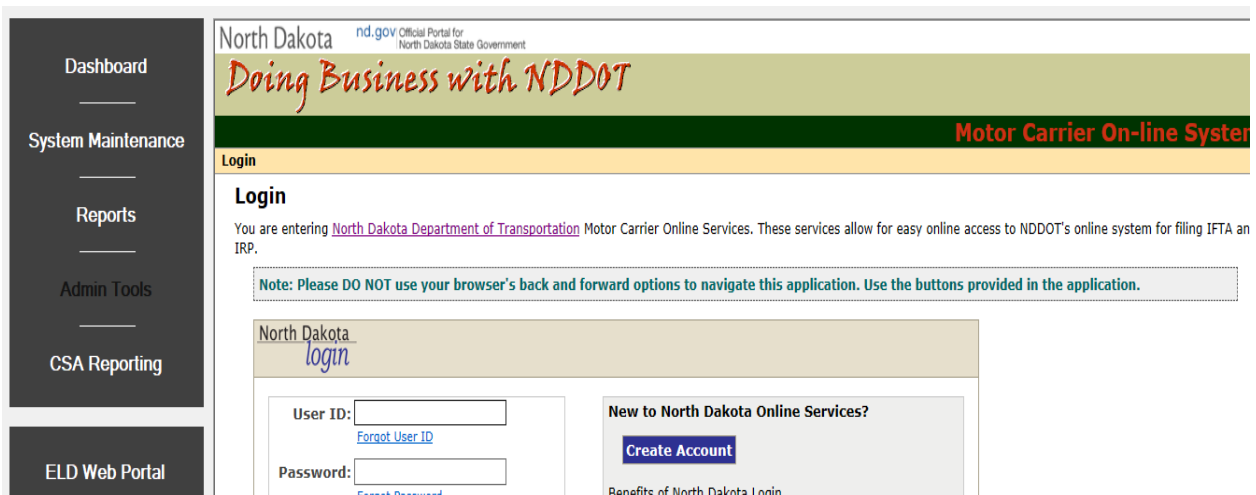 Dashboard
System Maintenance
Reports
Admin Tools
CSA Reporting
ELD Web Portal
North Dakota nd.gov Official Portal for
North Dakota State Government
Doing Business with NDDOT
Motor Carrier On-line System
Login
Login
You are entering North Dakota Department of Transportation Motor Carrier Online Services. These services allow for easy online access to NDDOT's online system for filing IFTA an
IRP.
Note: Please DO NOT use your browser's back and forward options to navigate this application. Use the buttons provided in the application.
North Dakota
login
User ID:
Forgot User ID
Password:
Forgot Password
New to North Dakota Online Services?
Create Account
Benefits of North Dakota Login